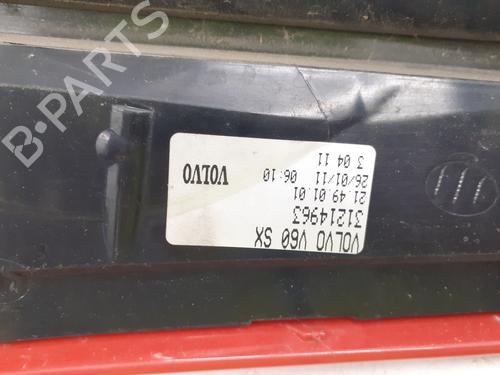 B-PARTS
VOLVO V60 SX
31214963
21.49.01.01
26/01/11 06:10
3 04 11
VOLVO